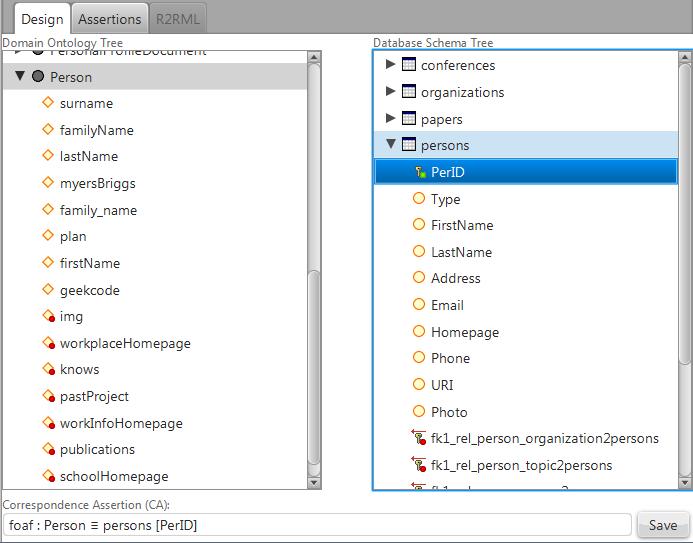 Design Assertions R2RML
Domain Ontology Tree
PersonalProfileDocument
Person
surname
familyName
lastName
myersBriggs
family_name
plan
firstName
geekcode
img
workplaceHomepage
knows
pastProject
workInfoHomepage
publications
schoolHomepage
Database Schema Tree
conferences
organizations
papers
persons
PerID
Type
FirstName
LastName
Address
Email
Homepage
Phone
URI
Photo
fk1_rel_person_organization2persons
fk1_rel_person_topic2persons
Correspondence Assertion (CA):
foaf : Person ≡ persons [PerID]
Save